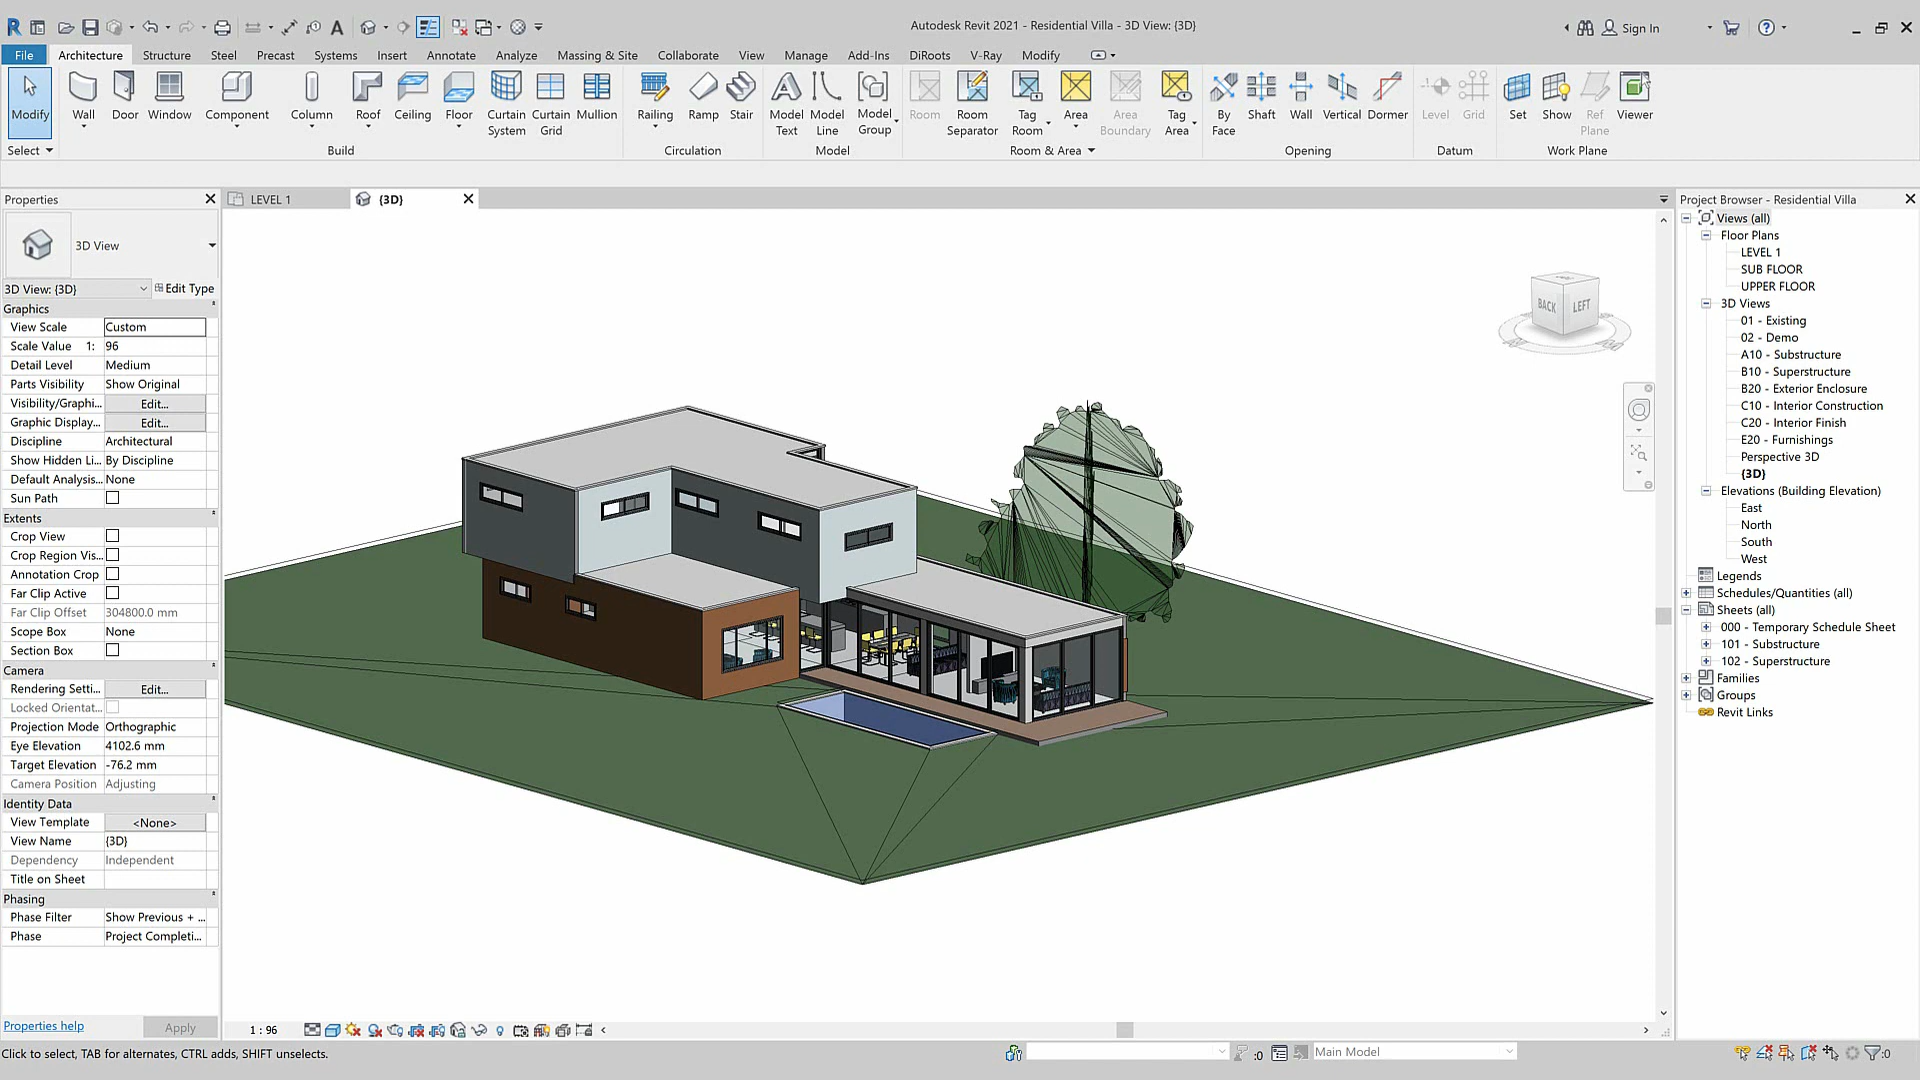 Autodesk Revit 2021 - Residential Villa - 3D View: {3D}
Sign In
File Architecture Structure Steel Precast Systems Insert Annotate Analyze Massing & Site Collaborate View Manage Add-Ins DiRoots V-Ray Modify
Modify Wall Door Window Component Column Roof Ceiling Floor Curtain System Curtain Grid Mullion Railing Ramp Stair Model Text Model Line Model Group Room Room Separator Tag Room Area Area Boundary Tag Area By Face Shaft Wall Vertical Dormer Level Grid Set Show Ref Plane Viewer
Select Build Circulation Model Room & Area Opening Datum Work Plane
Properties
LEVEL 1
{3D}
3D View
3D View: {3D} Edit Type
Graphics
View Scale Custom
Scale Value 1: 96
Detail Level Medium
Parts Visibility Show Original
Visibility/Graphi... Edit...
Graphic Display... Edit...
Discipline Architectural
Show Hidden Li... By Discipline
Default Analysis... None
Sun Path
Extents
Crop View
Crop Region Vis...
Annotation Crop
Far Clip Active
Far Clip Offset 304800.0 mm
Scope Box None
Section Box
Camera
Rendering Setti... Edit...
Locked Orientat...
Projection Mode Orthographic
Eye Elevation 4102.6 mm
Target Elevation -76.2 mm
Camera Position Adjusting
Identity Data
View Template <None>
View Name {3D}
Dependency Independent
Title on Sheet
Phasing
Phase Filter Show Previous + ...
Phase Project Completi...
Properties help Apply
BACK LEFT
Project Browser - Residential Villa
Views (all)
Floor Plans
LEVEL 1
SUB FLOOR
UPPER FLOOR
3D Views
01 - Existing
02 - Demo
A10 - Substructure
B10 - Superstructure
B20 - Exterior Enclosure
C10 - Interior Construction
C20 - Interior Finish
E20 - Furnishings
Perspective 3D
{3D}
Elevations (Building Elevation)
East
North
South
West
Legends
Schedules/Quantities (all)
Sheets (all)
000 - Temporary Schedule Sheet
101 - Substructure
102 - Superstructure
Families
Groups
Revit Links
1 : 96
Click to select, TAB for alternates, CTRL adds, SHIFT unselects.
:0
Main Model
:0